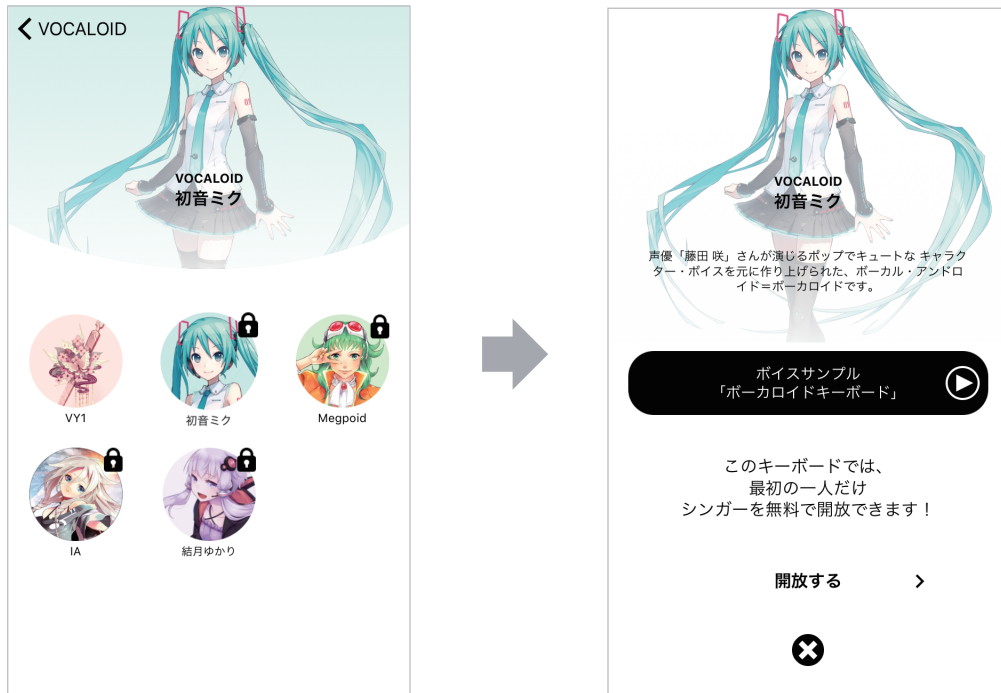 VOCALOID
VOCALOID
初音ミク
VY1
初音ミク
Megpoid
IA
結月ゆかり
VOCALOID
初音ミク
声優「藤田 咲」さんが演じるポップでキュートな キャラク
ター・ボイスを元に作り上げられた、ボーカル・アンドロ
イド＝ボーカロイドです。
ボイスサンプル
「ボーカロイドキーボード」
このキーボードでは、
最初の一人だけ
シンガーを無料で開放できます！
開放する